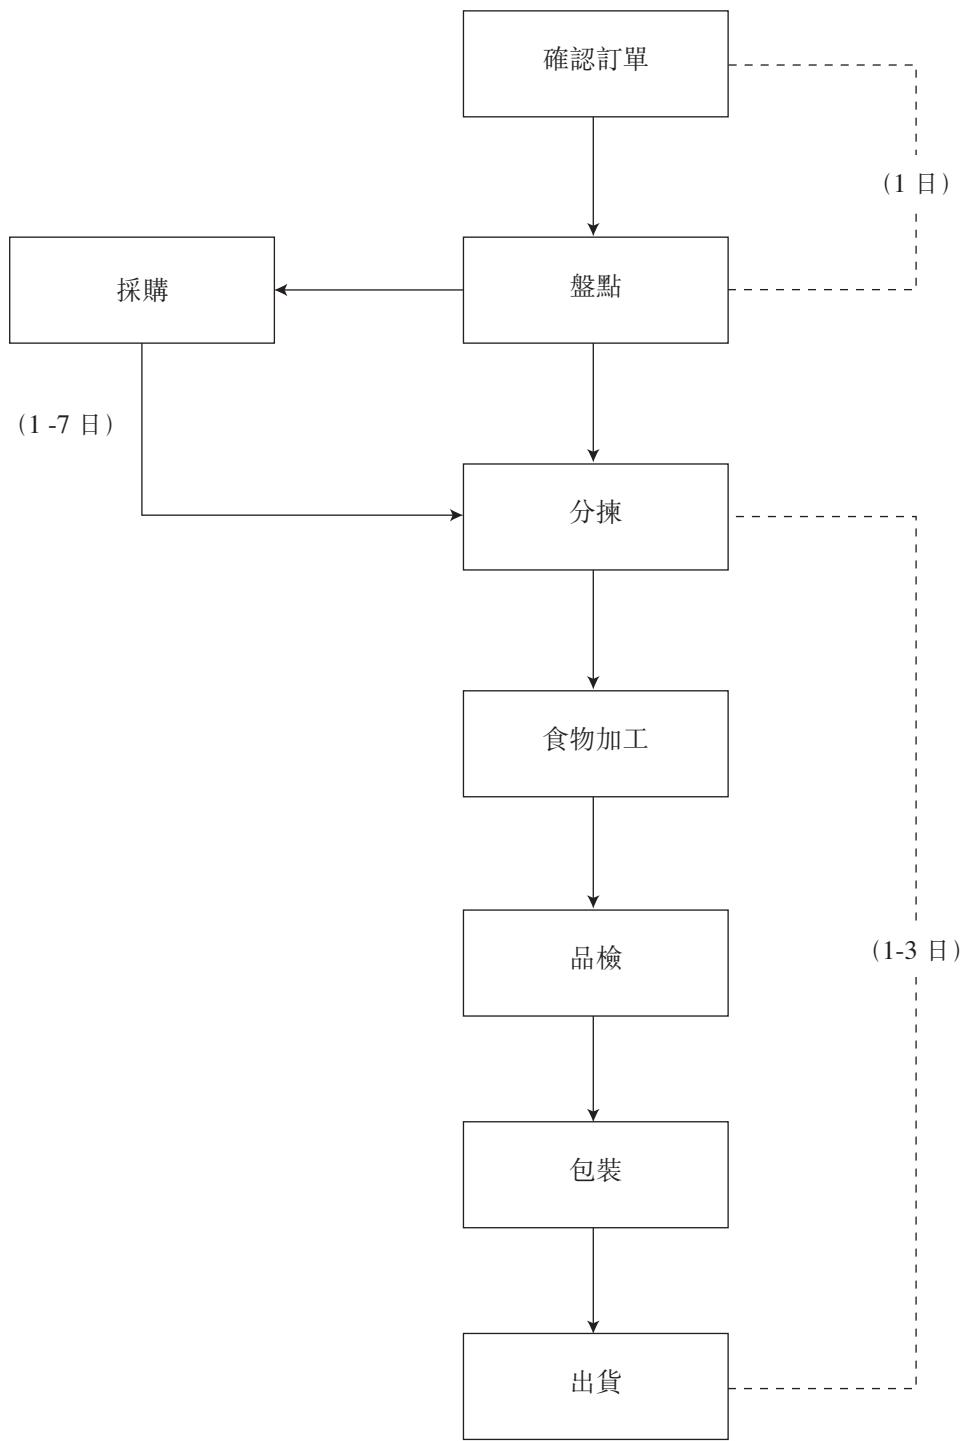 確認訂單
(1 日)
採購
盤點
(1 -7 日)
分揀
食物加工
品檢
(1-3 日)
包裝
出貨